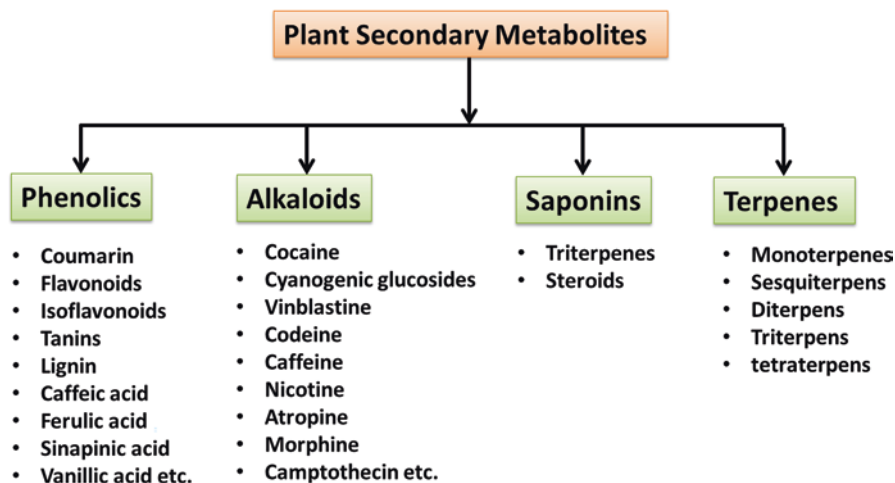 Plant Secondary Metabolites
Phenolics
• Coumarin
• Flavonoids
• Isoflavonoids
• Tanins
• Lignin
• Caffeic acid
• Ferulic acid
• Sinapinic acid
• Vanillic acid etc.
Alkaloids
• Cocaine
• Cyanogenic glucosides
• Vinblastine
• Codeine
• Caffeine
• Nicotine
• Atropine
• Morphine
• Camptothecin etc.
Saponins
• Triterpenes
• Steroids
Terpenes
• Monoterpenes
• Sesquiterpens
• Diterpens
• Triterpens
• tetraterpens